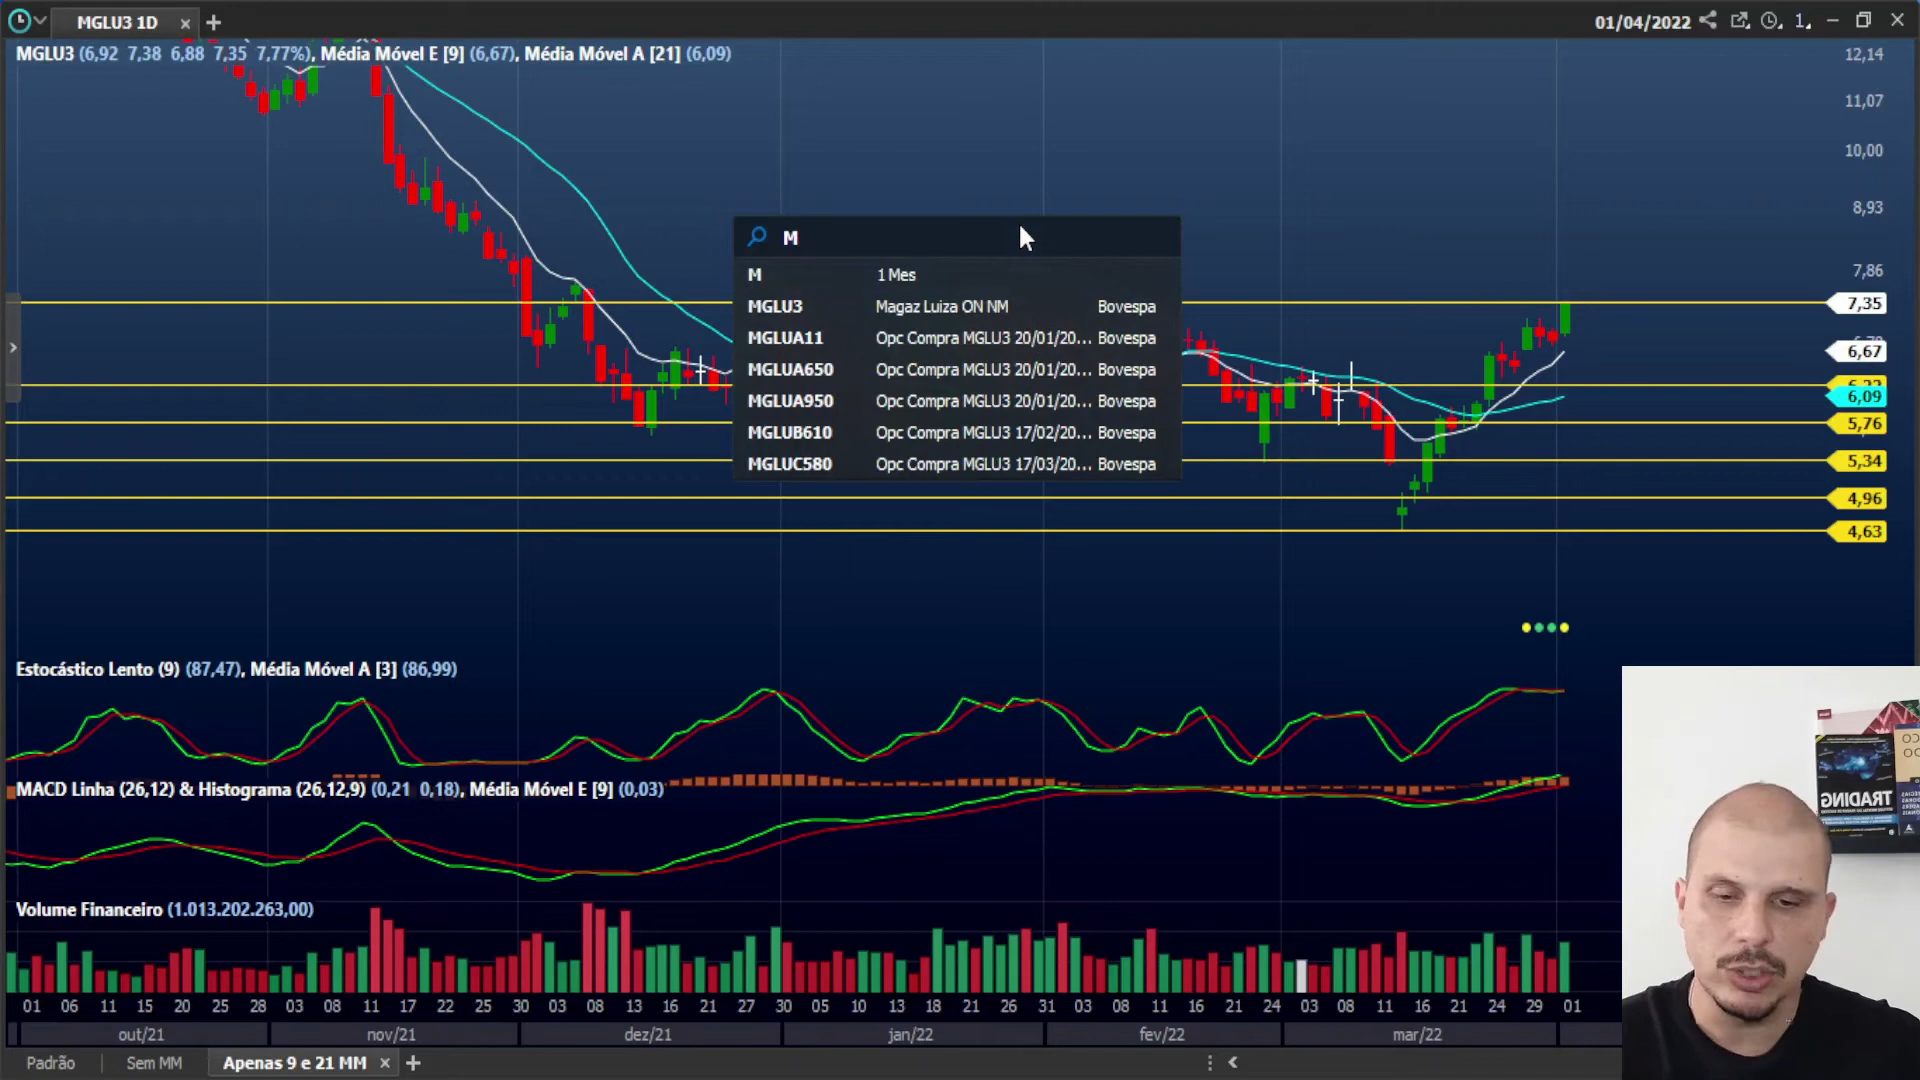 MGLU3 1D
01/04/2022
1
MGLU3 (6,92 7,38 6,88 7,35 7,77%), Média Móvel E [9] (6,67), Média Móvel A [21] (6,09)
12,14
11,07
10,00
8,93
7,86
7,35
6,67
6,09
5,76
5,34
4,96
4,63
M
M 1 Mes
MGLU3 Magaz Luiza ON NM Bovespa
MGLUA11 Opc Compra MGLU3 20/01/20... Bovespa
MGLUA650 Opc Compra MGLU3 20/01/20... Bovespa
MGLUA950 Opc Compra MGLU3 20/01/20... Bovespa
MGLUB610 Opc Compra MGLU3 17/02/20... Bovespa
MGLUC580 Opc Compra MGLU3 17/03/20... Bovespa
Estocástico Lento (9) (87,47), Média Móvel A [3] (86,99)
MACD Linha (26,12) & Histograma (26,12,9) (0,21 0,18), Média Móvel E [9] (0,03)
TRADING
Volume Financeiro (1.013.202.263,00)
01 06 11 15 20 25 28 03 08 11 17 22 25 30 03 08 13 16 21 27 30 05 10 13 18 21 26 31 03 08 11 16 21 24 03 08 11 16 21 24 29 01
out/21 nov/21 dez/21 jan/22 fev/22 mar/22
Padrão Sem MM Apenas 9 e 21 MM